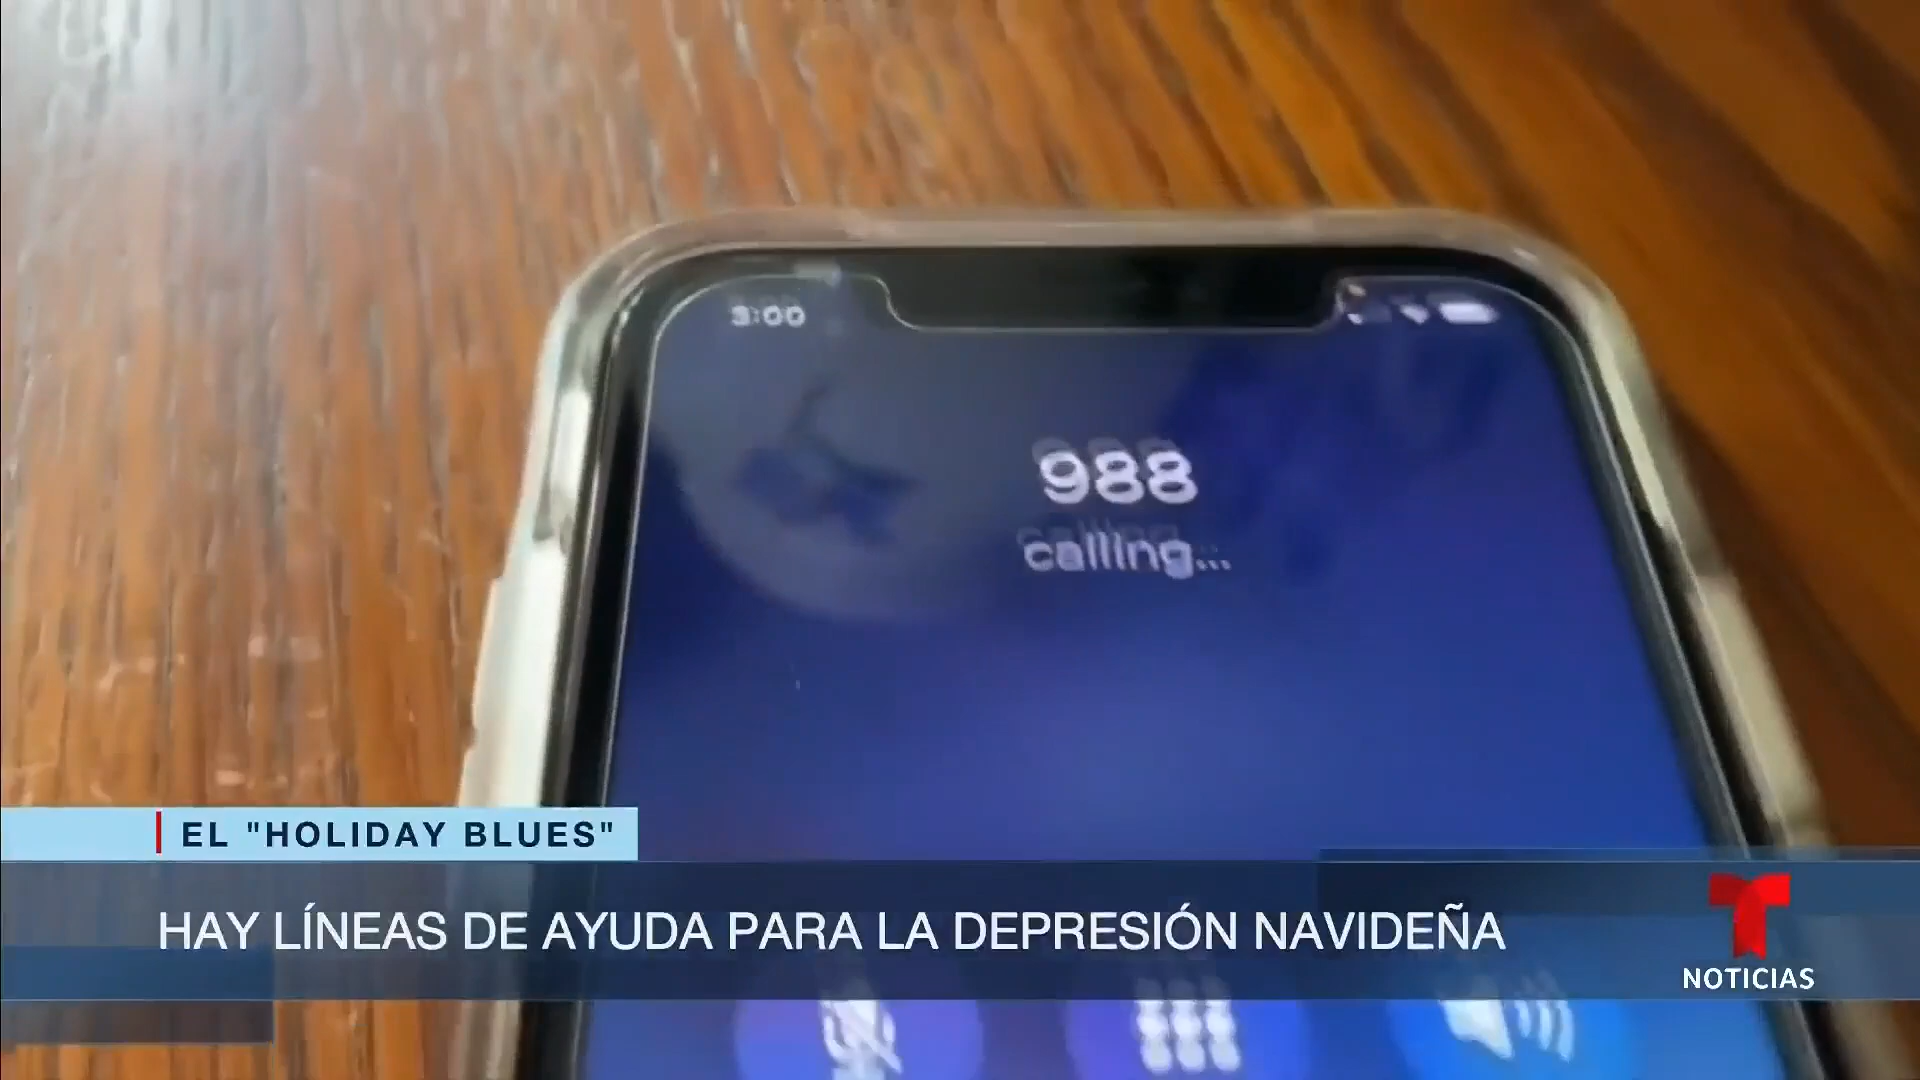 3:00
988
calling...
EL "HOLIDAY BLUES"
HAY LÍNEAS DE AYUDA PARA LA DEPRESIÓN NAVIDEÑA
NOTICIAS